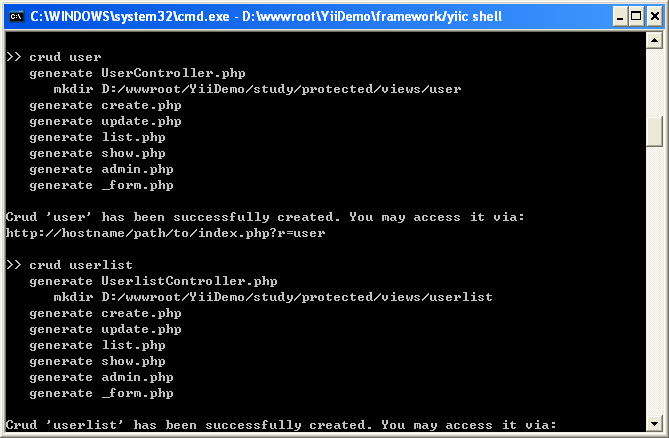 C:\WINDOWS\system32\cmd.exe - D:\wwwroot\YiiDemo\framework/yiic shell
>> crud user
   generate UserController.php
      mkdir D:/wwwroot/YiiDemo/study/protected/views/user
   generate create.php
   generate update.php
   generate list.php
   generate show.php
   generate admin.php
   generate _form.php
Crud 'user' has been successfully created. You may access it via:
http://hostname/path/to/index.php?r=user
>> crud userlist
   generate UserlistController.php
      mkdir D:/wwwroot/YiiDemo/study/protected/views/userlist
   generate create.php
   generate update.php
   generate list.php
   generate show.php
   generate admin.php
   generate _form.php
Crud 'userlist' has been successfully created. You may access it via: